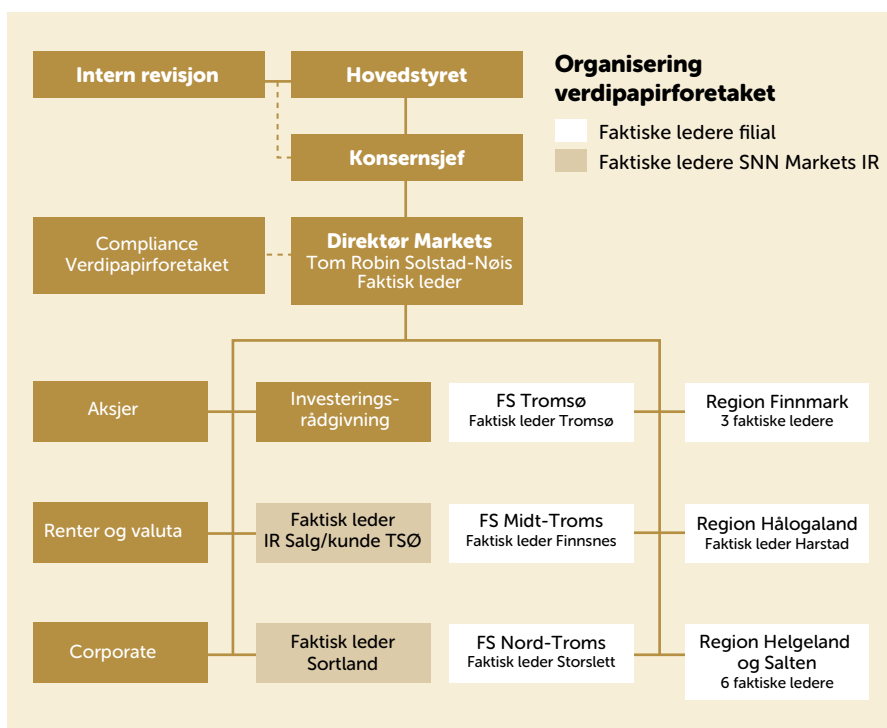 Intern revisjon
Hovedstyret
Organisering
verdipapirforetaket
Faktiske ledere filial
Faktiske ledere SNN Markets IR
Konsernsjef
Compliance
Verdipapirforetaket
Direktør Markets
Tom Robin Solstad-Nøis
Faktisk leder
Aksjer
Investerings-
rådgivning
FS Tromsø
Faktisk leder Tromsø
Region Finnmark
3 faktiske ledere
Renter og valuta
Faktisk leder
IR Salg/kunde TSØ
FS Midt-Troms
Faktisk leder Finnsnes
Region Hålogaland
Faktisk leder Harstad
Corporate
Faktisk leder
Sortland
FS Nord-Troms
Faktisk leder Storslett
Region Helgeland
og Salten
6 faktiske ledere